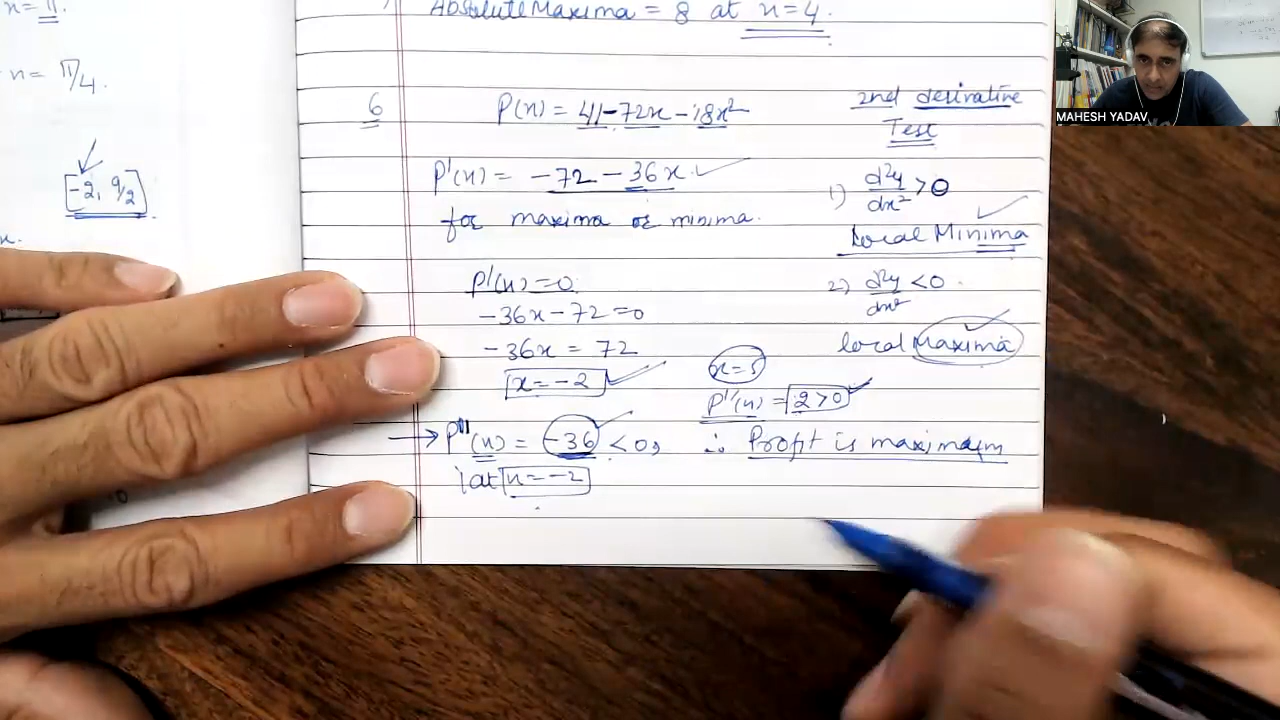 x = π
x = π/4.
[-2, 9/2]
x.
Absolute Maxima = 8 at x = 4.
6
P(x) = 41-72x-18x²
P'(x) = -72-36x.
for maxima or minima.
P'(x) = 0.
-36x-72=0
-36x = 72
x = -2
P''(x) = -36 < 0,
at x = -2
x=5
P''(x) = 2>0
∴ Profit is maximum
2nd derivative
Test
1) d²y/dx² > 0
Local Minima
2) d²y/dx² < 0.
local Maxima
MAHESH YADAV